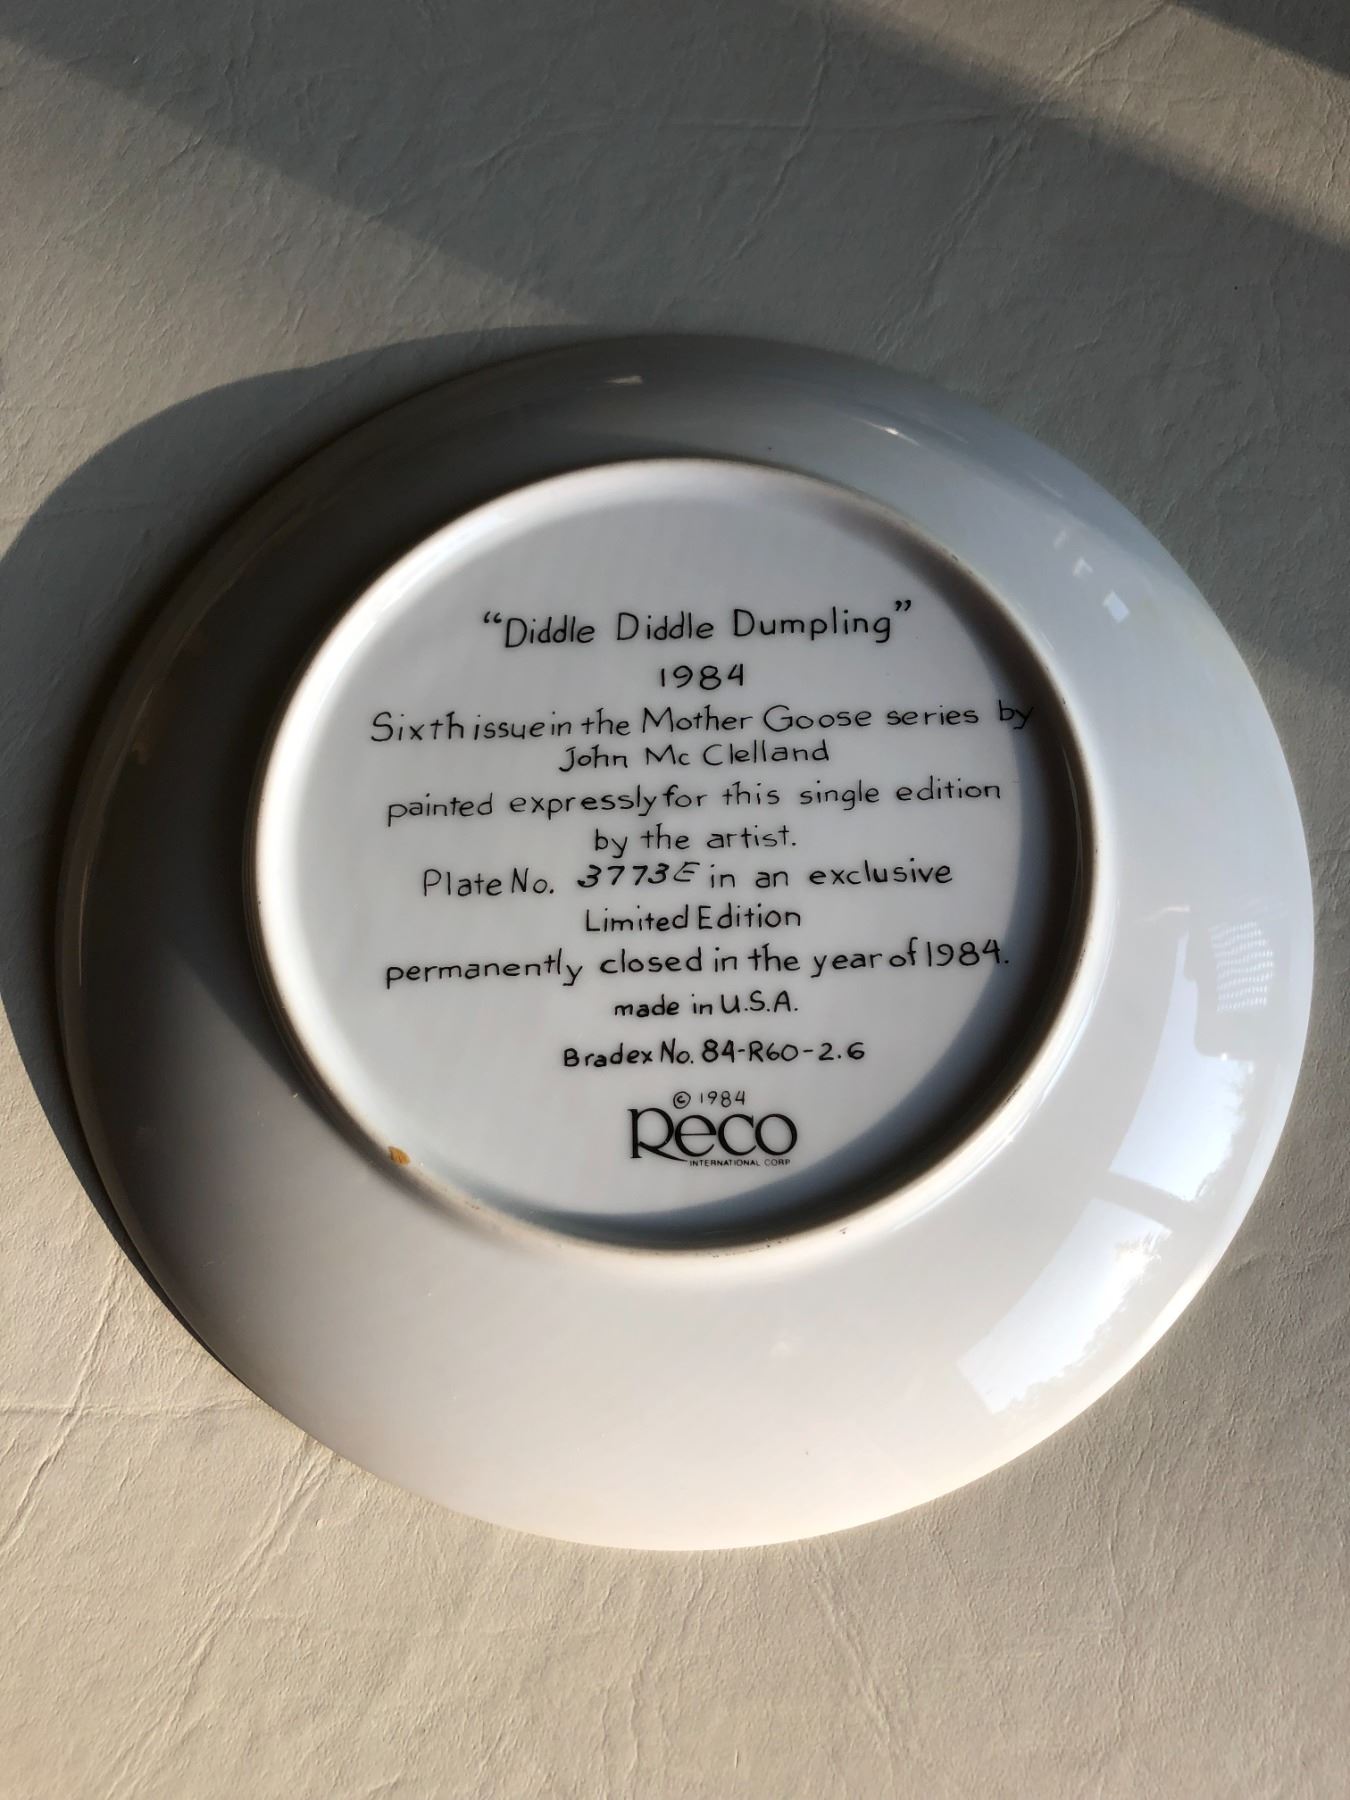 “Diddle Diddle Dumpling”
1984
Sixth issue in the Mother Goose series by
John Mc Clelland
painted expressly for this single edition
by the artist.
Plate No. 3773E in an exclusive
Limited Edition
permanently closed in the year of 1984.
made in U.S.A.
Bradex No. 84-R60-2.6
© 1984
Reco
INTERNATIONAL CORP